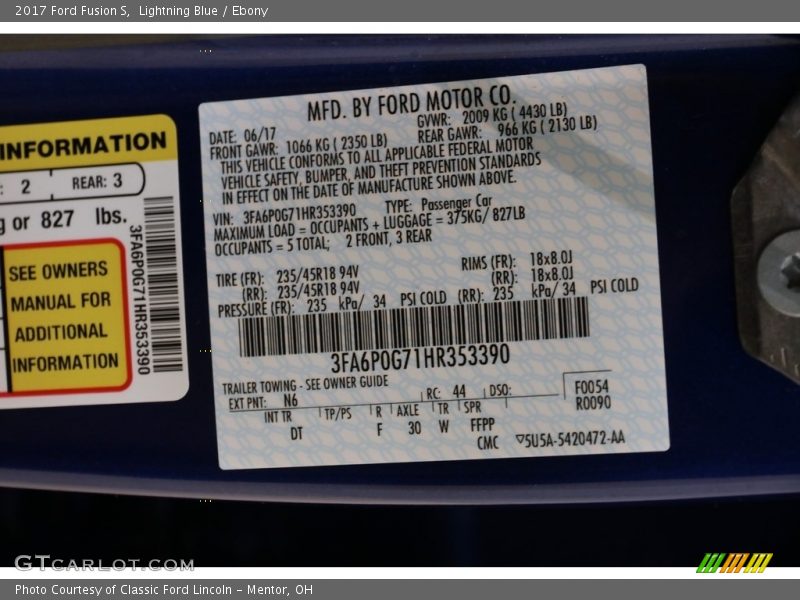 2017 Ford Fusion S, Lightning Blue / Ebony
INFORMATION
: 2 REAR: 3
g or 827 lbs.
SEE OWNERS
MANUAL FOR
ADDITIONAL
INFORMATION
3FA6P0G71HR353390
MFD. BY FORD MOTOR CO.
DATE: 06/17 GVWR: 2009 KG ( 4430 LB)
FRONT GAWR: 1066 KG ( 2350 LB) REAR GAWR: 966 KG ( 2130 LB)
THIS VEHICLE CONFORMS TO ALL APPLICABLE FEDERAL MOTOR
VEHICLE SAFETY, BUMPER, AND THEFT PREVENTION STANDARDS
IN EFFECT ON THE DATE OF MANUFACTURE SHOWN ABOVE.
VIN: 3FA6P0G71HR353390 TYPE: Passenger Car
MAXIMUM LOAD = OCCUPANTS + LUGGAGE = 375KG/ 827LB
OCCUPANTS = 5 TOTAL; 2 FRONT, 3 REAR
TIRE (FR): 235/45R18 94V RIMS (FR): 18x8.0J
(RR): 235/45R18 94V (RR): 18x8.0J
PRESSURE (FR): 235 kPa/ 34 PSI COLD (RR): 235 kPa/ 34 PSI COLD
3FA6P0G71HR353390
TRAILER TOWING - SEE OWNER GUIDE
EXT PNT: N6 RC: 44 DSO: F0054
INT TR TP/PS R AXLE TR SPR R0090
DT F 30 W FFPP
CMC ▽5U5A-5420472-AA
GTCARLOT.COM
Photo Courtesy of Classic Ford Lincoln - Mentor, OH